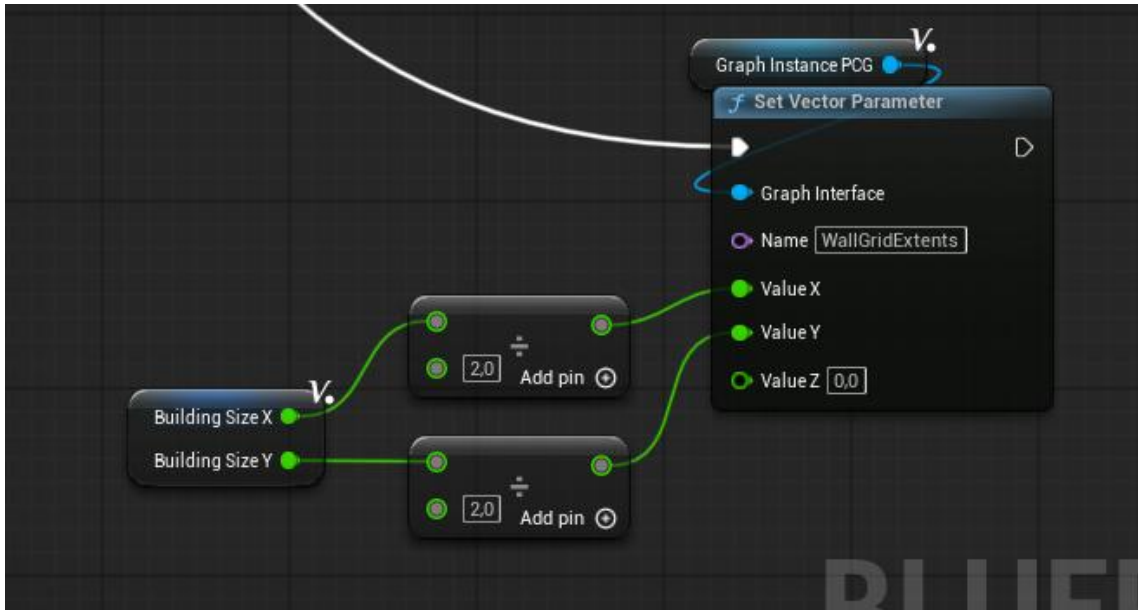 V.
Graph Instance PCG
f Set Vector Parameter
Graph Interface
Name WallGridExtents
Value X
Value Y
Value Z 0,0
÷
2,0 Add pin
V.
Building Size X
Building Size Y
÷
2,0 Add pin